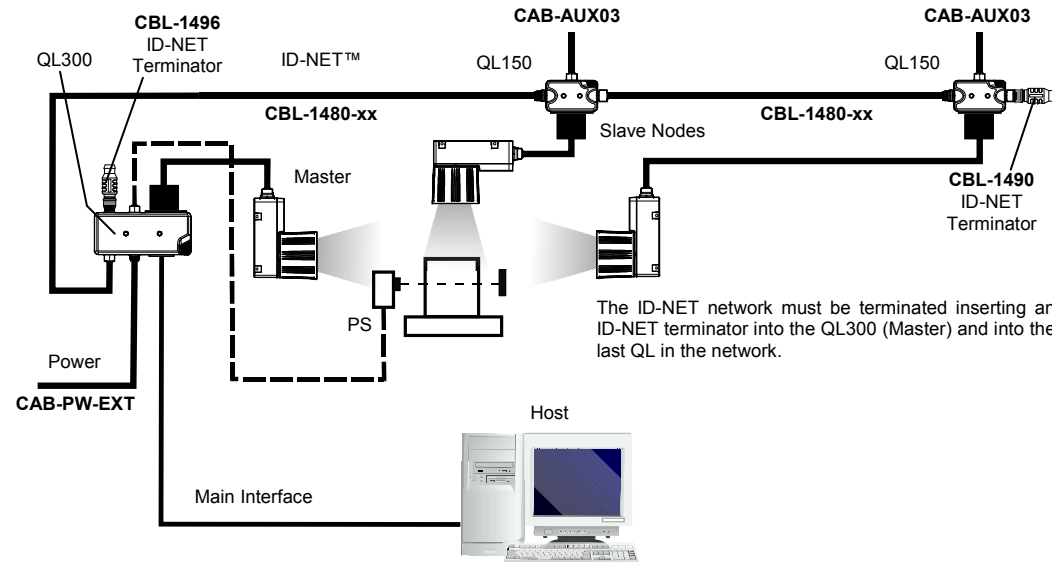 CBL-1496
ID-NET
Terminator
QL300
ID-NET™
CBL-1480-xx
CAB-AUX03
QL150
Slave Nodes
CBL-1480-xx
CAB-AUX03
QL150
CBL-1490
ID-NET
Terminator
Master
PS
The ID-NET network must be terminated inserting an
ID-NET terminator into the QL300 (Master) and into the
last QL in the network.
Power
CAB-PW-EXT
Host
Main Interface